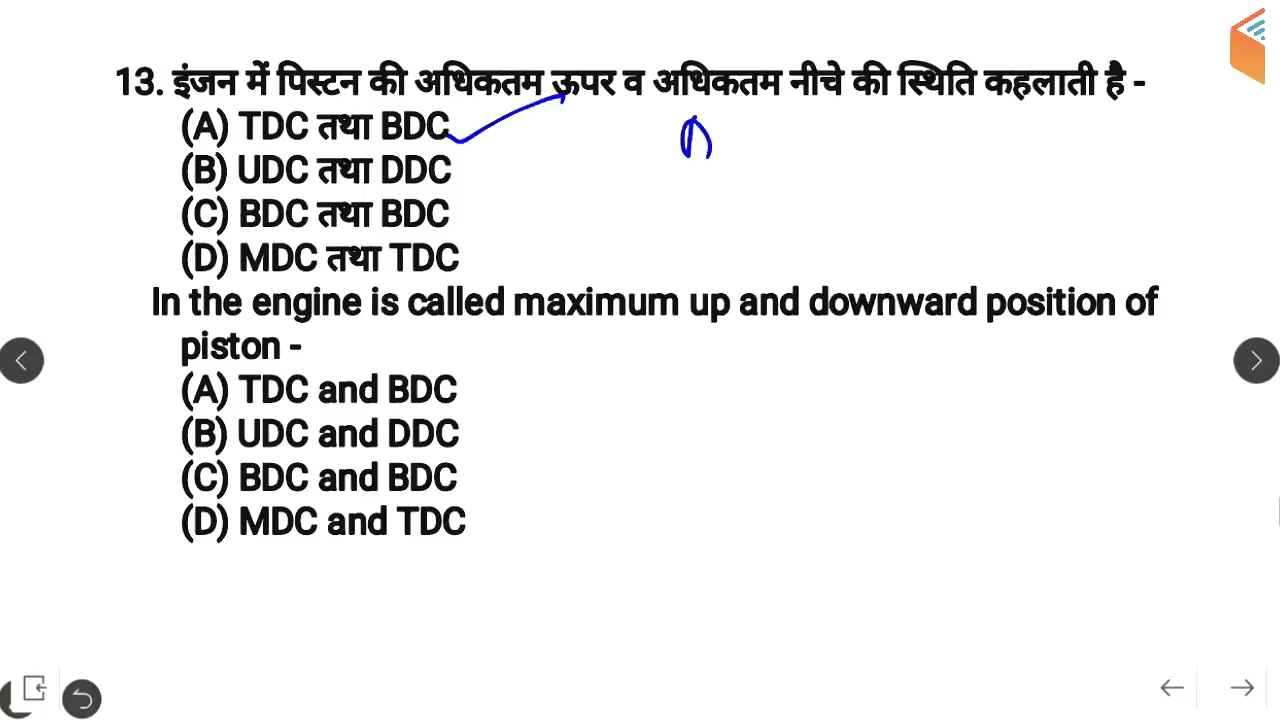 13. इंजन में पिस्टन की अधिकतम ऊपर व अधिकतम नीचे की स्थिति कहलाती है -
(A) TDC तथा BDC
(B) UDC तथा DDC
(C) BDC तथा BDC
(D) MDC तथा TDC
In the engine is called maximum up and downward position of
piston -
(A) TDC and BDC
(B) UDC and DDC
(C) BDC and BDC
(D) MDC and TDC